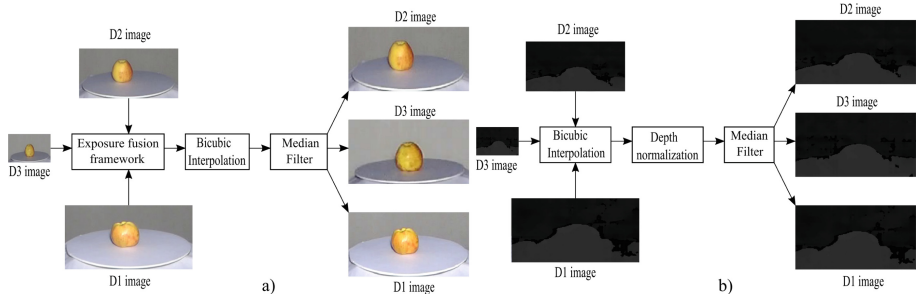 D2 image
D3 image
Exposure fusion
framework
Bicubic
Interpolation
Median
Filter
D1 image
D2 image
D3 image
D1 image
a)
D2 image
D3 image
Bicubic
Interpolation
Depth
normalization
Median
Filter
D1 image
D2 image
D3 image
D1 image
b)